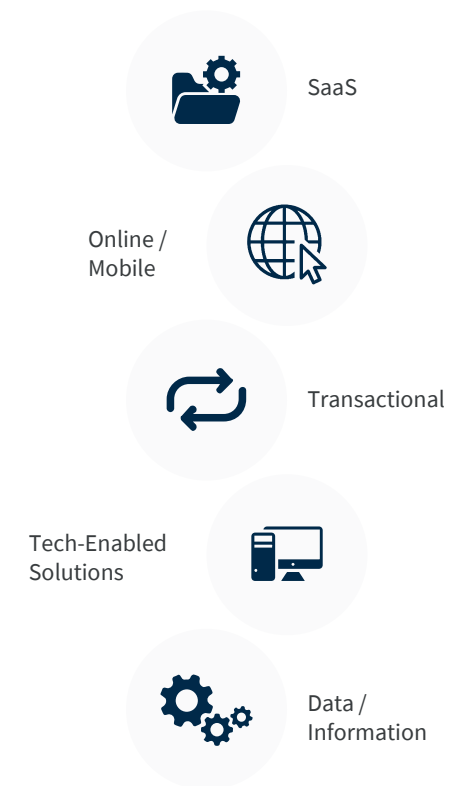 SaaS
Online /
Mobile
Transactional
Tech-Enabled
Solutions
Data /
Information